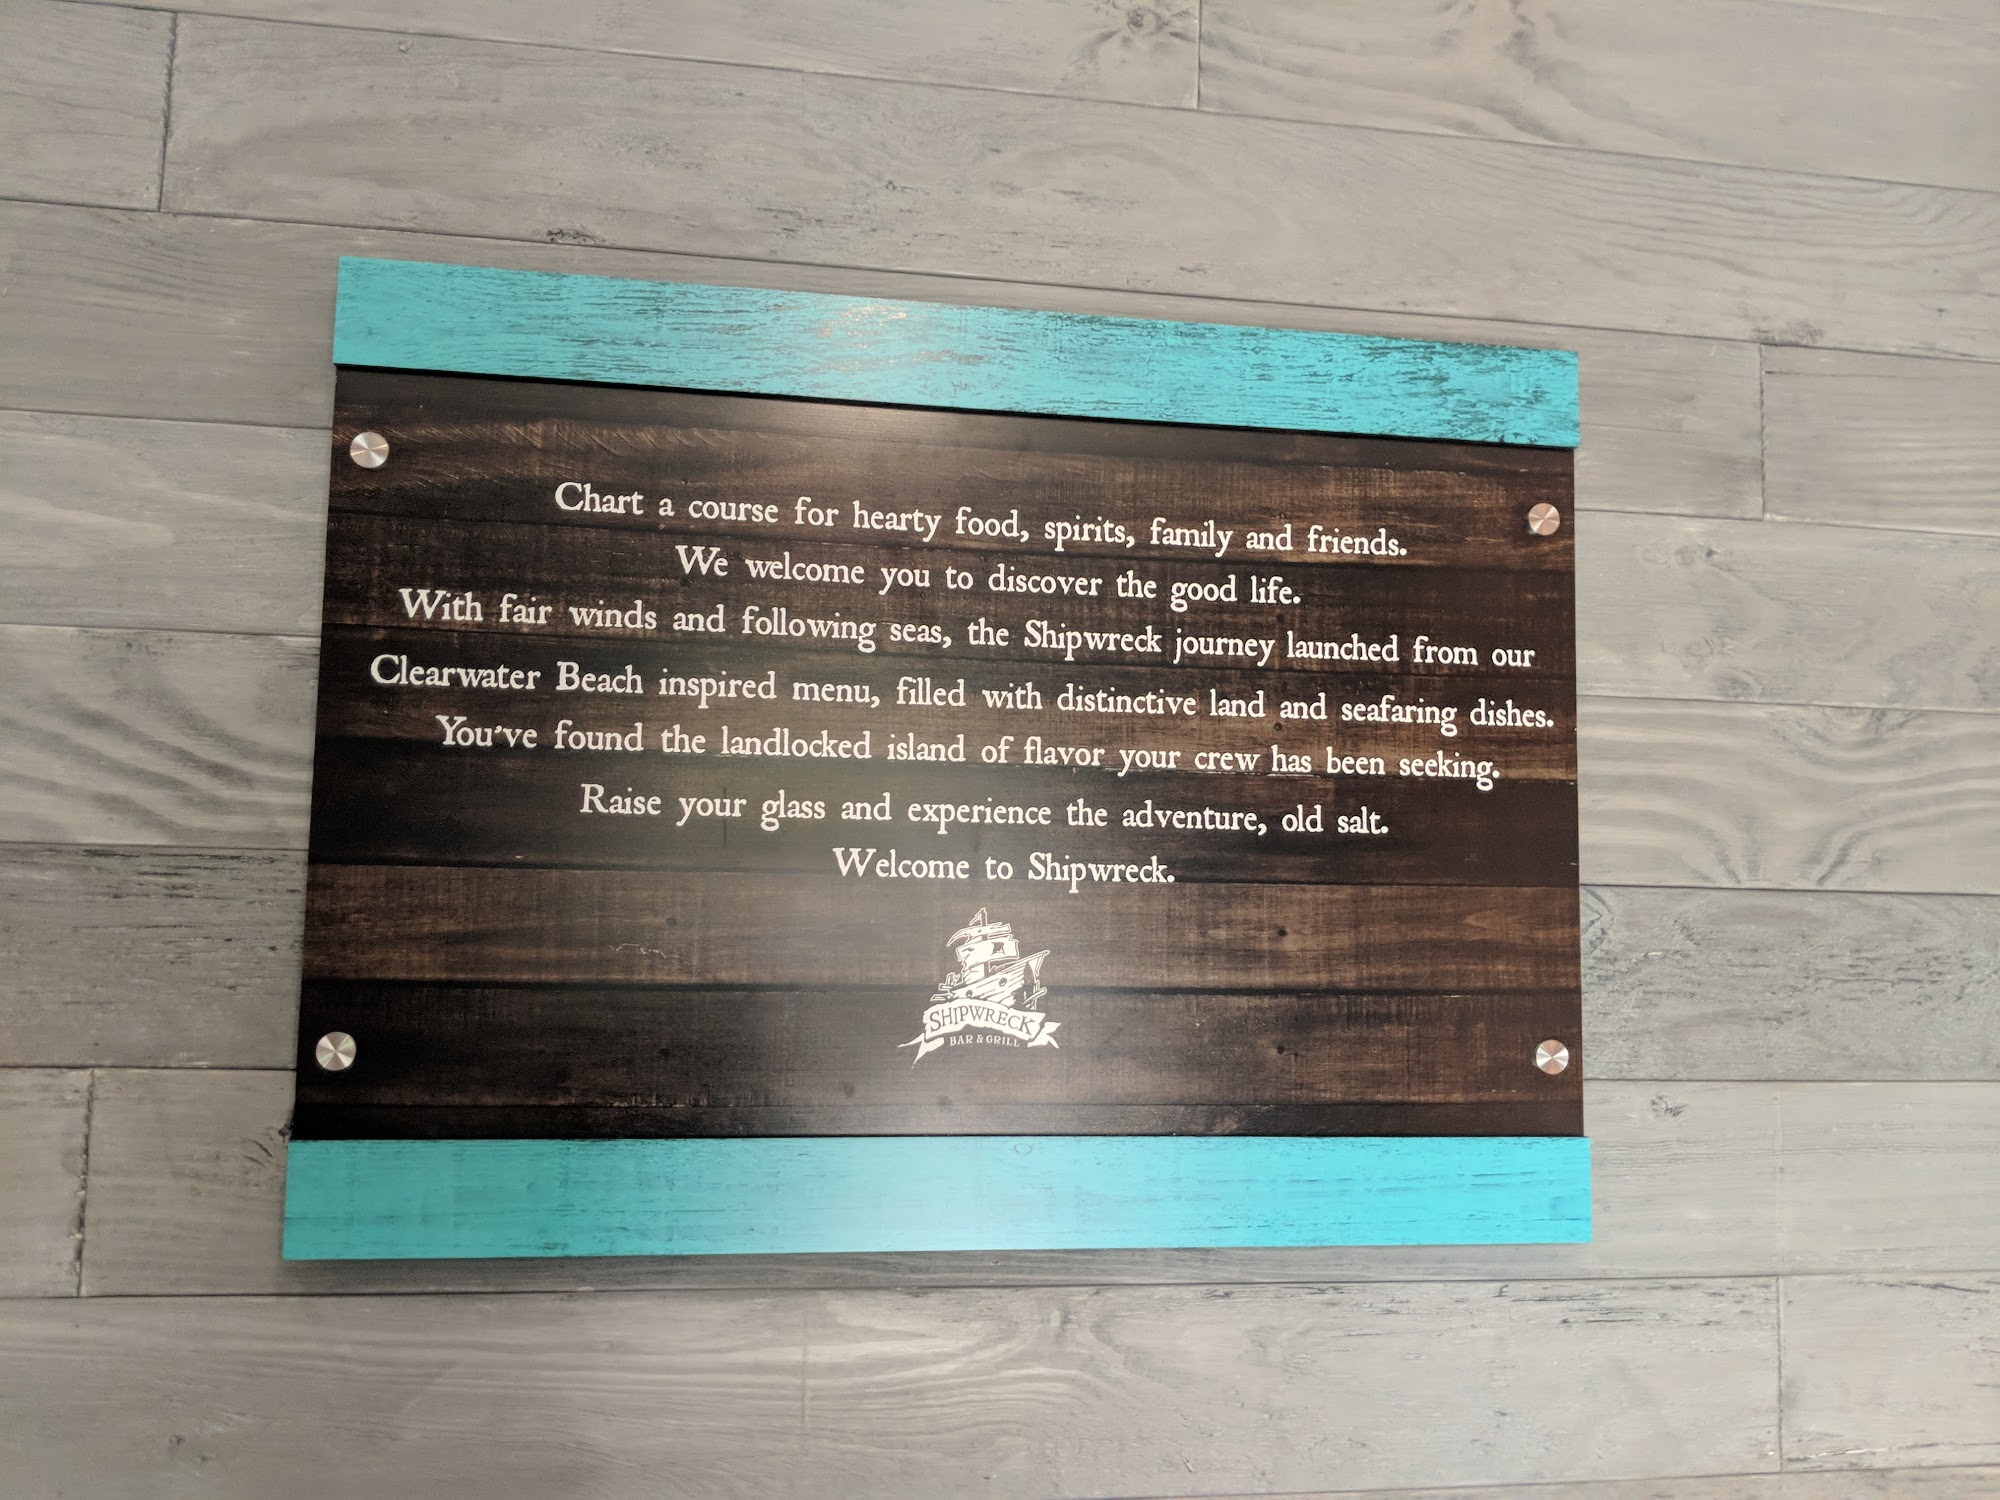 Chart a course for hearty food, spirits, family and friends.
We welcome you to discover the good life.
With fair winds and following seas, the Shipwreck journey launched from our
Clearwater Beach inspired menu, filled with distinctive land and seafaring dishes.
You've found the landlocked island of flavor your crew has been seeking.
Raise your glass and experience the adventure, old salt.
Welcome to Shipwreck.
SHIPWRECK
BAR & GRILL